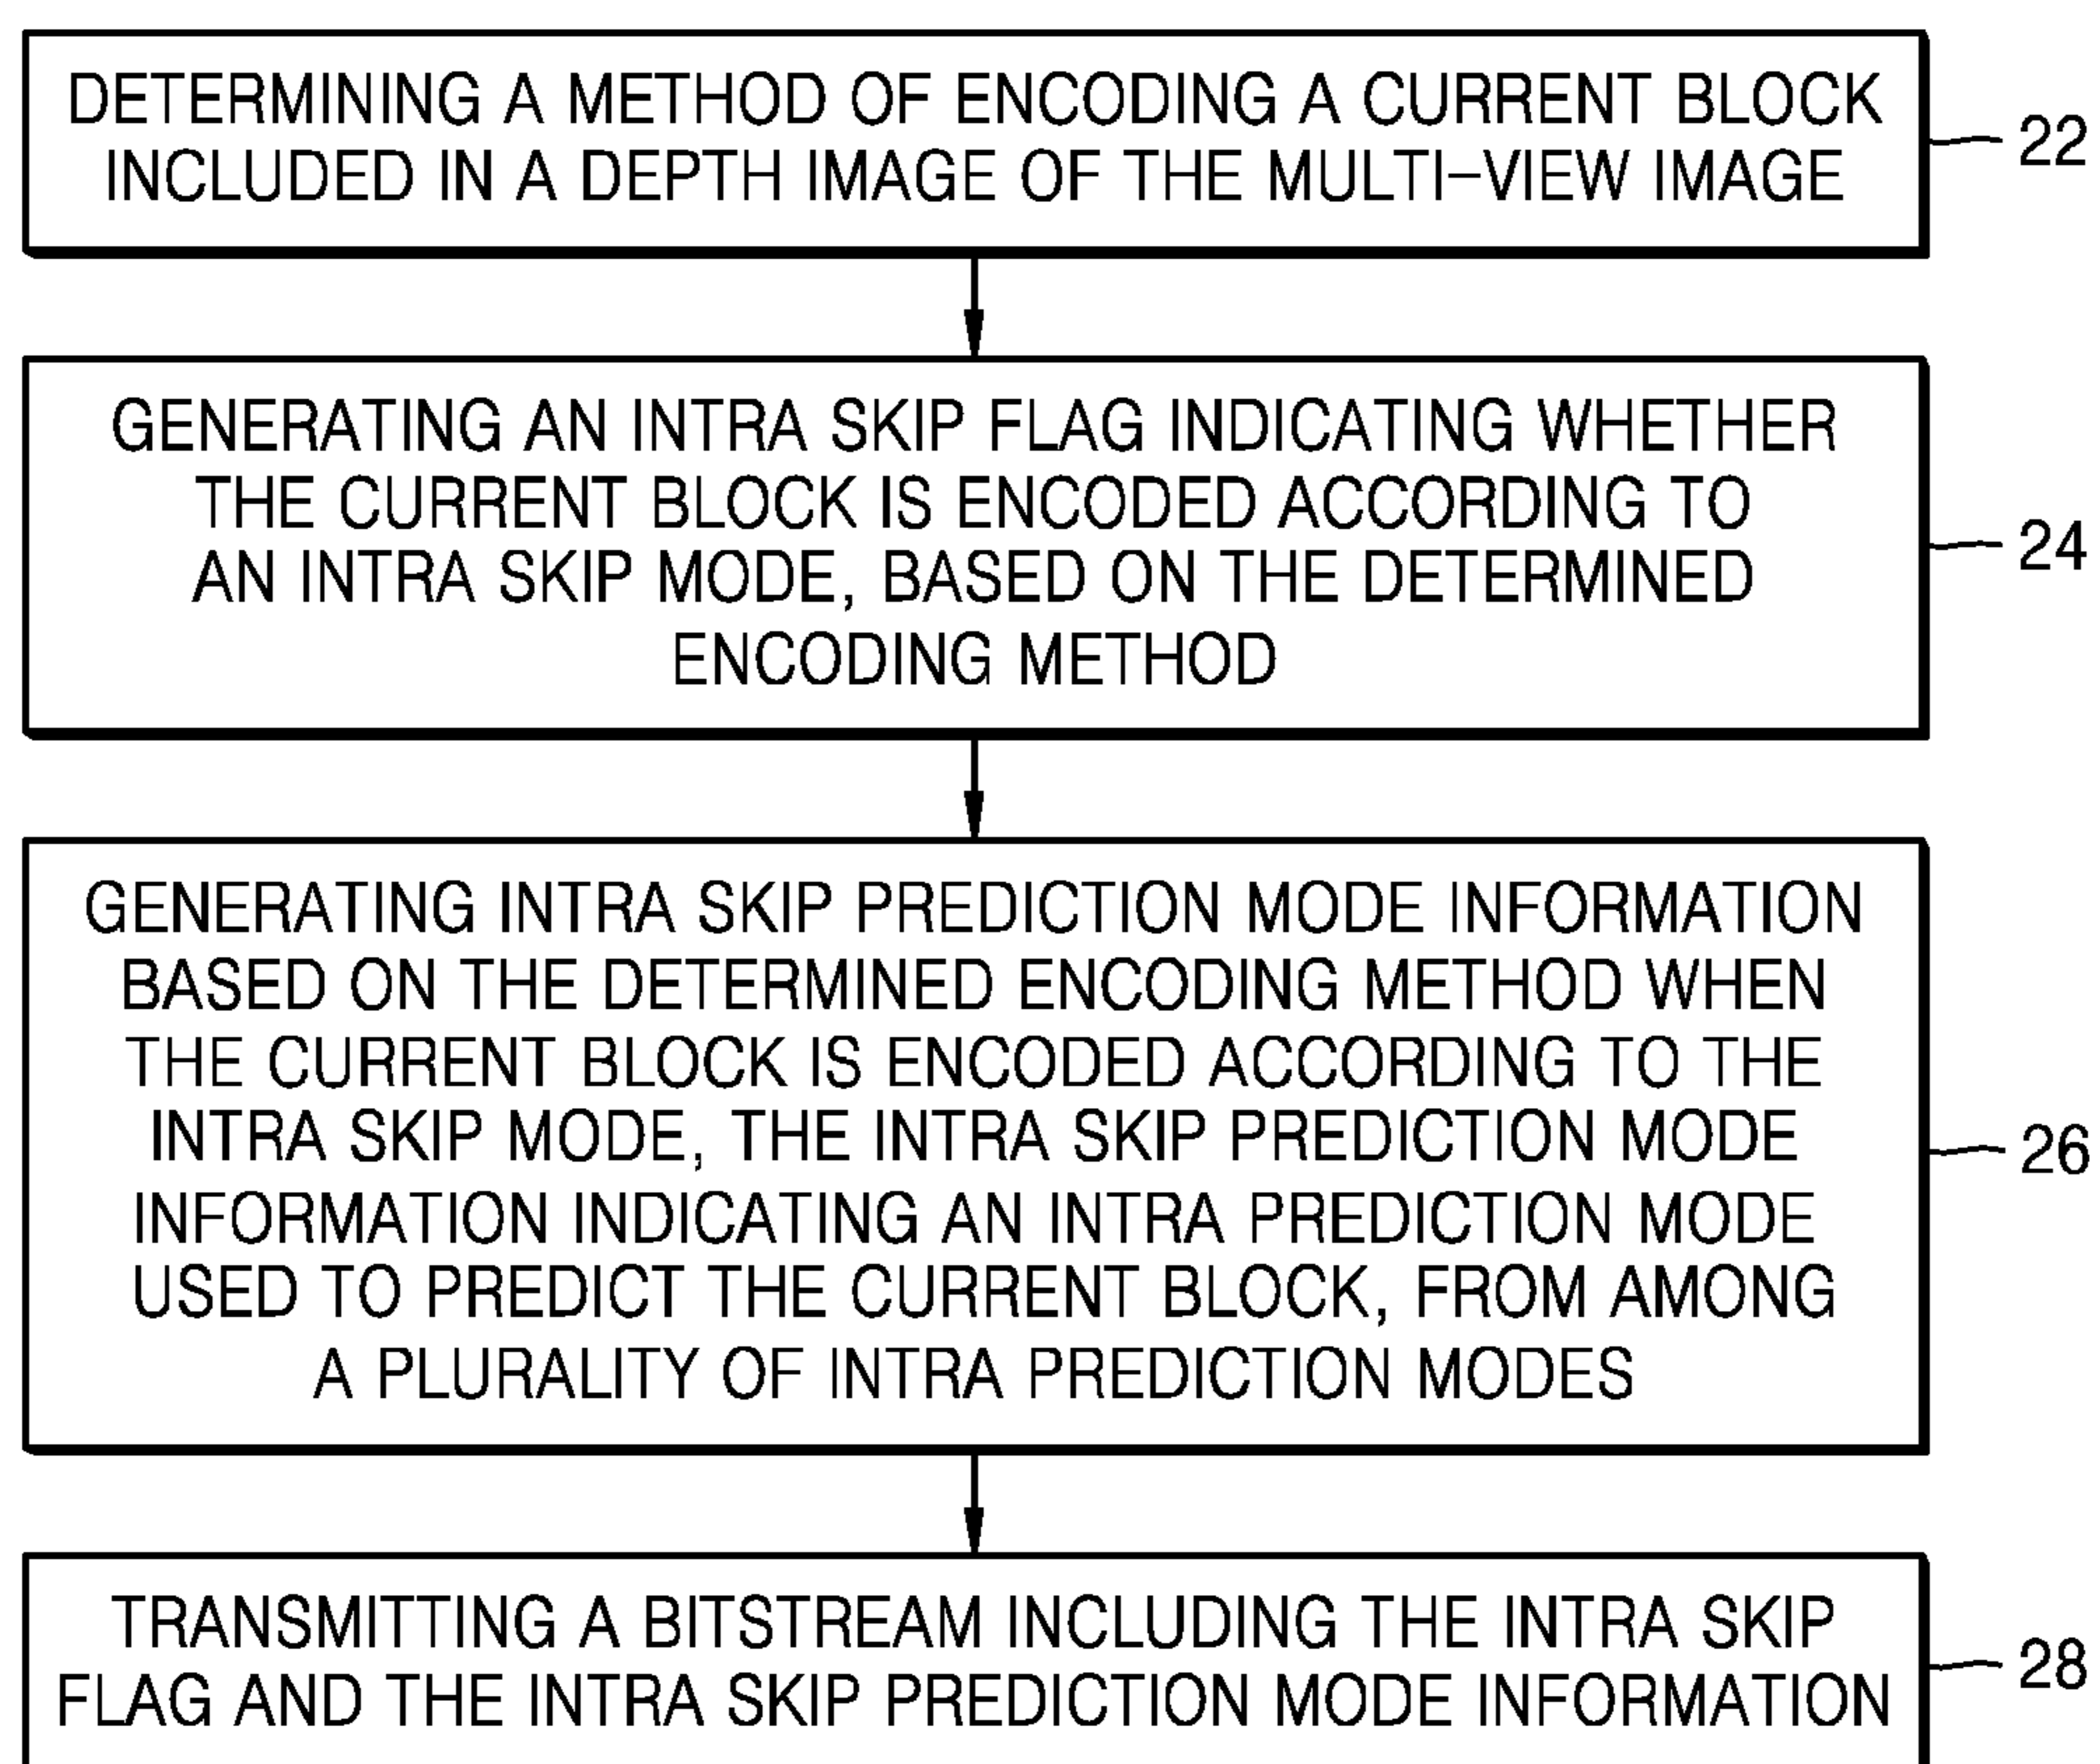 DETERMINING A METHOD OF ENCODING A CURRENT BLOCK
INCLUDED IN A DEPTH IMAGE OF THE MULTI-VIEW IMAGE
22
GENERATING AN INTRA SKIP FLAG INDICATING WHETHER
THE CURRENT BLOCK IS ENCODED ACCORDING TO
AN INTRA SKIP MODE, BASED ON THE DETERMINED
ENCODING METHOD
24
GENERATING INTRA SKIP PREDICTION MODE INFORMATION
BASED ON THE DETERMINED ENCODING METHOD WHEN
THE CURRENT BLOCK IS ENCODED ACCORDING TO THE
INTRA SKIP MODE, THE INTRA SKIP PREDICTION MODE
INFORMATION INDICATING AN INTRA PREDICTION MODE
USED TO PREDICT THE CURRENT BLOCK, FROM AMONG
A PLURALITY OF INTRA PREDICTION MODES
26
TRANSMITTING A BITSTREAM INCLUDING THE INTRA SKIP
FLAG AND THE INTRA SKIP PREDICTION MODE INFORMATION
28